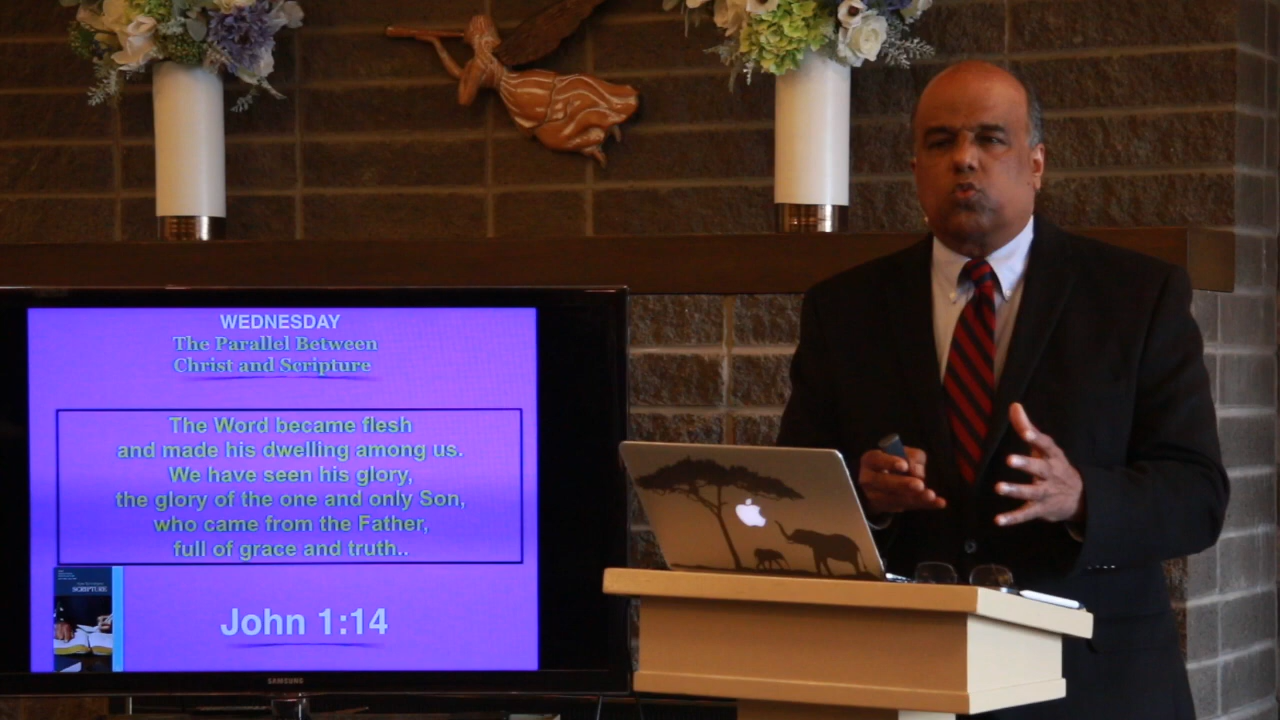 WEDNESDAY
The Parallel Between
Christ and Scripture
The Word became flesh
and made his dwelling among us.
We have seen his glory,
the glory of the one and only Son,
who came from the Father,
full of grace and truth..
SCRIPTURE
John 1:14
SAMSUNG